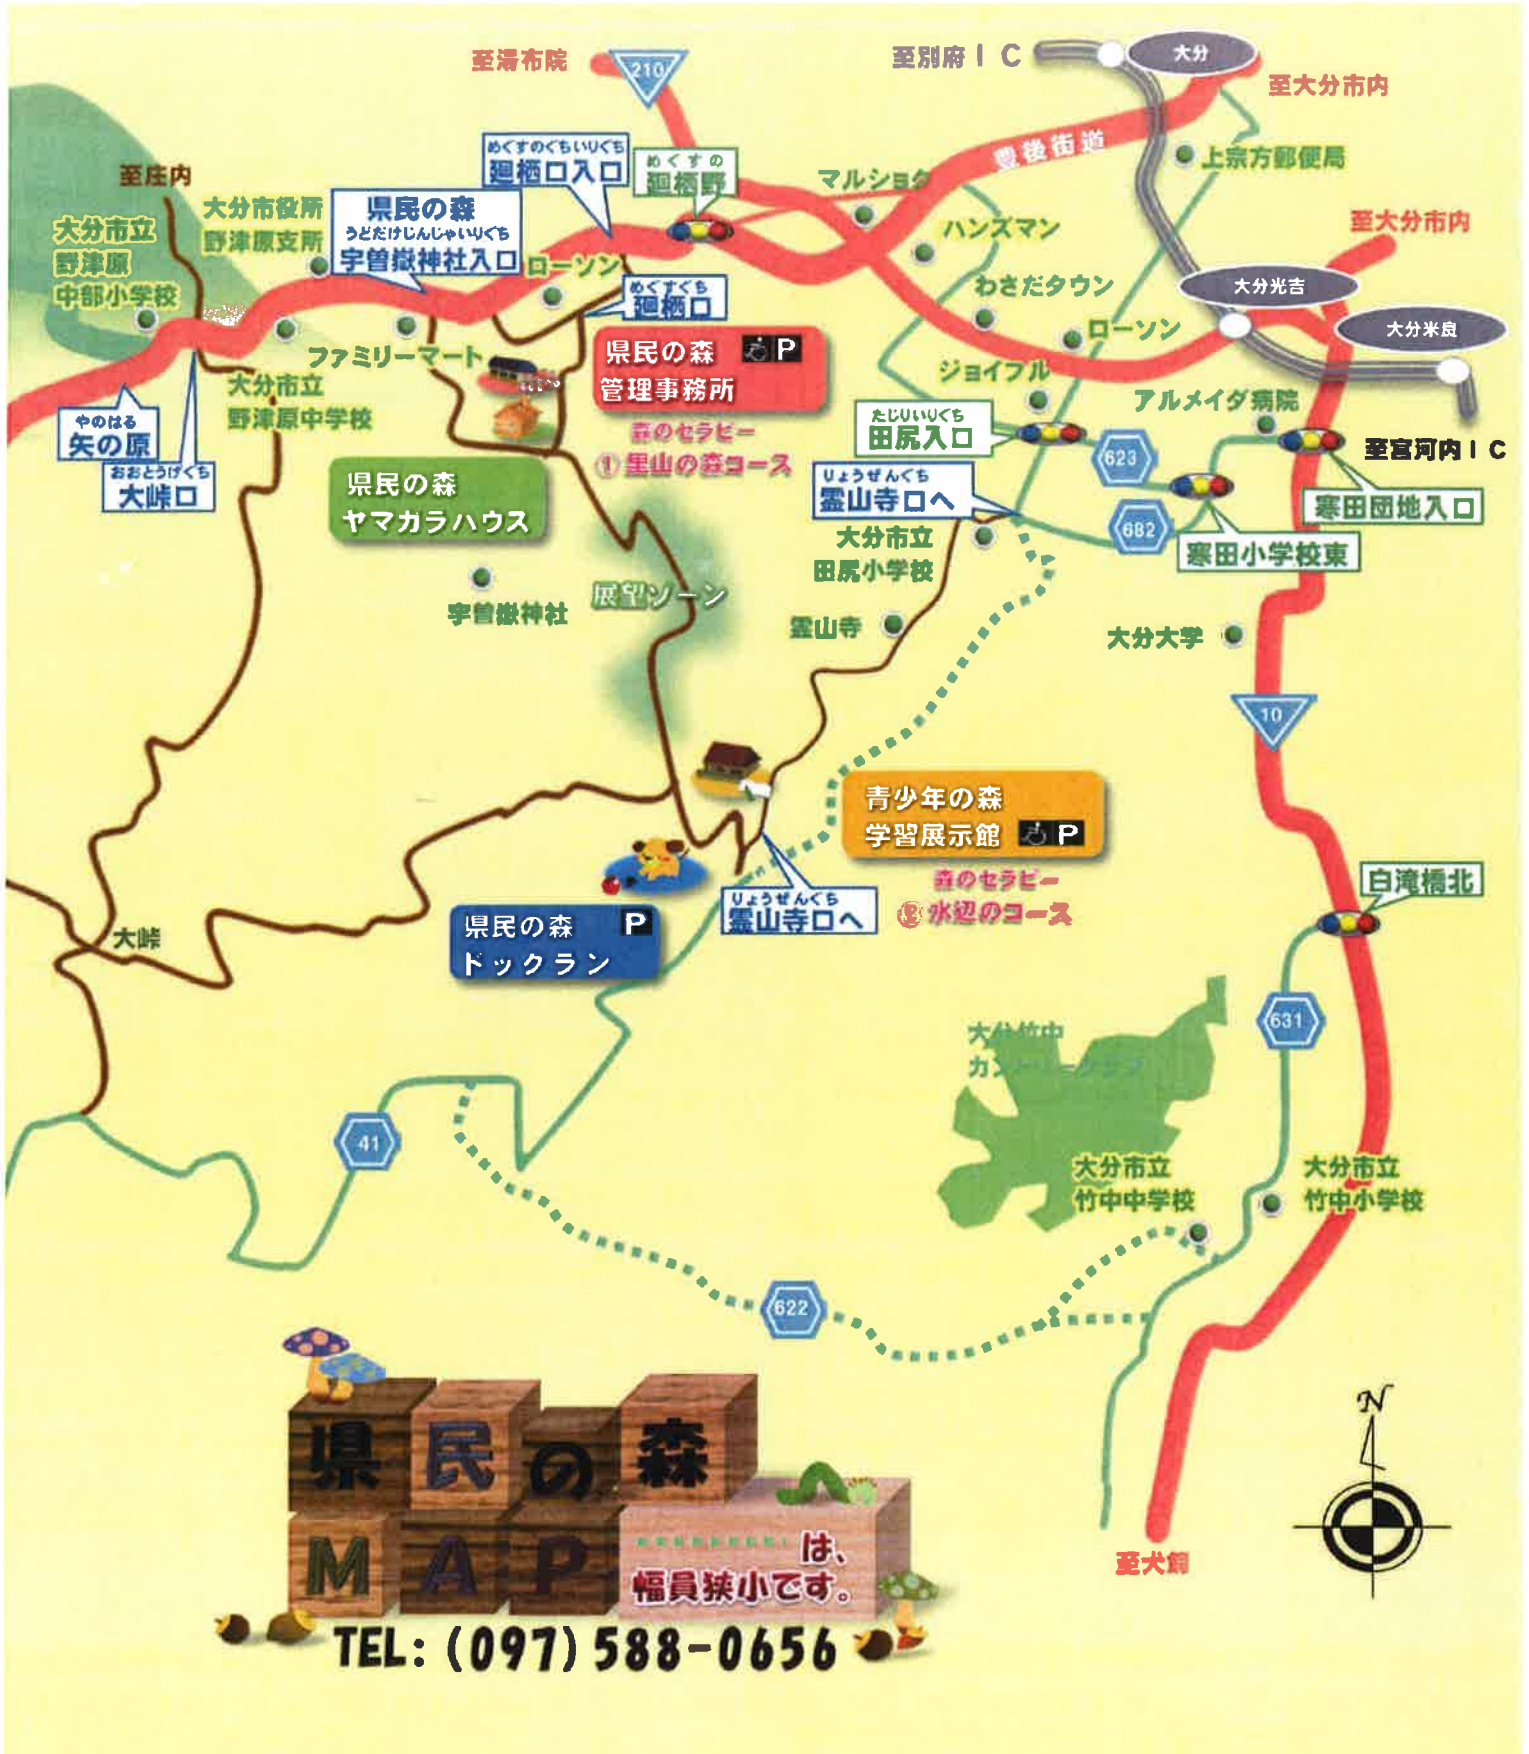 至湯布院
210
至別府ＩＣ
大分
至大分市内
豊後街道
上宗方郵便局
至大分市内
めぐすのぐちいりぐち
廻栖口入口
めぐすの
廻栖野
マルショク
ハンズマン
至庄内
大分市役所
野津原支所
県民の森
うどだけじんじゃいりぐち
宇曽嶽神社入口
大分市立
野津原
中部小学校
ローソン
めぐすぐち
廻栖口
わさだタウン
大分光吉
大分米良
ローソン
ファミリーマート
県民の森 P
管理事務所
ジョイフル
アルメイダ病院
大分市立
野津原中学校
やのはる
矢の原
おおとうげぐち
大峠口
森のセラピー
① 里山の森コース
たじりいりぐち
田尻入口
623
至宮河内ＩＣ
県民の森
ヤマカラハウス
りょうぜんぐち
霊山寺口へ
寒田団地入口
682
寒田小学校東
大分市立
田尻小学校
宇曽嶽神社
展望ゾーン
霊山寺
大分大学
10
青少年の森
学習展示館 P
森のセラピー
水辺のコース
白滝橋北
りょうぜんぐち
霊山寺口へ
県民の森 P
ドックラン
大峠
631
大分竹中
41
大分市立
竹中中学校
大分市立
竹中小学校
622
県民の森
MAP
は、
幅員狭小です。
TEL: (097) 588-0656
至犬飼
N